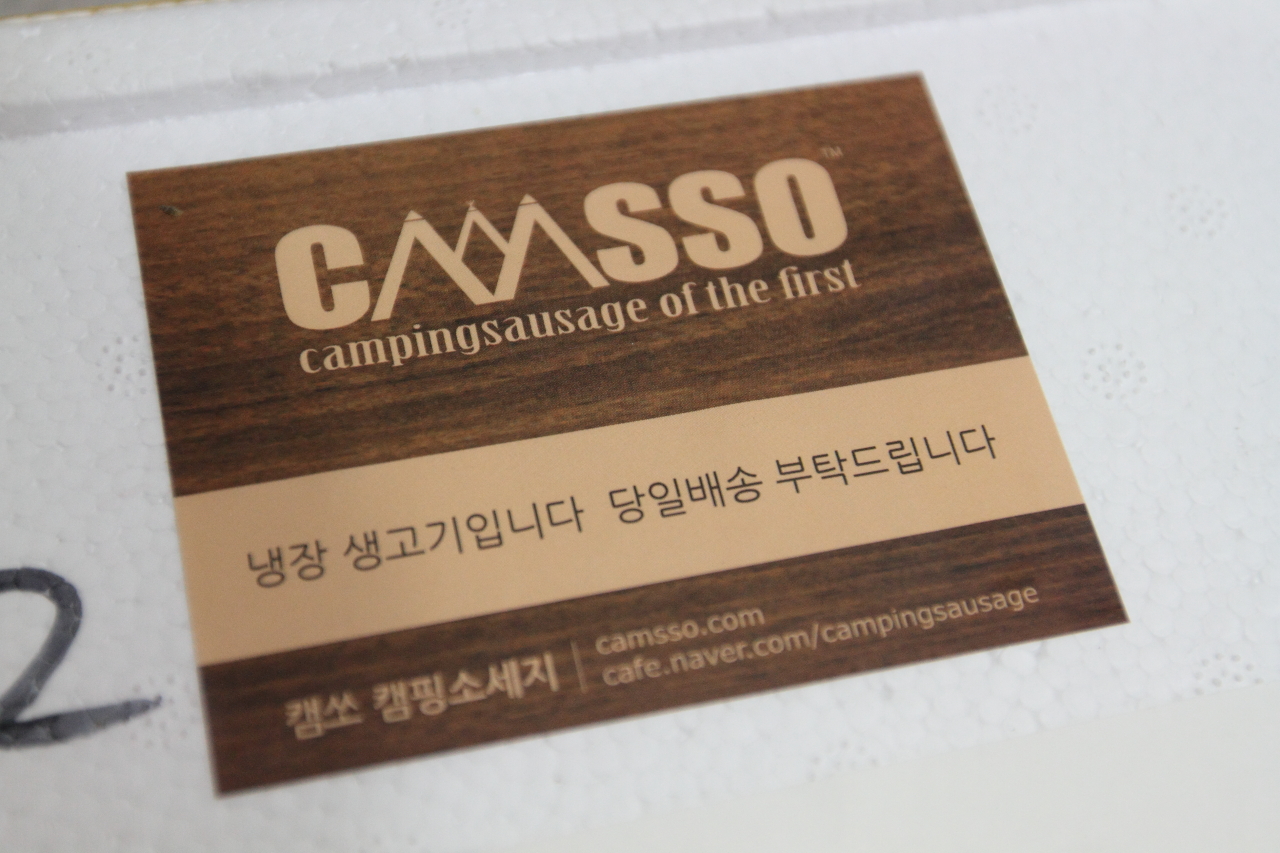 CAMSSO™
campingsausage of the first
냉장 생고기입니다 당일배송 부탁드립니다
캠쏘 캠핑소세지
camsso.com
cafe.naver.com/campingsausage
2